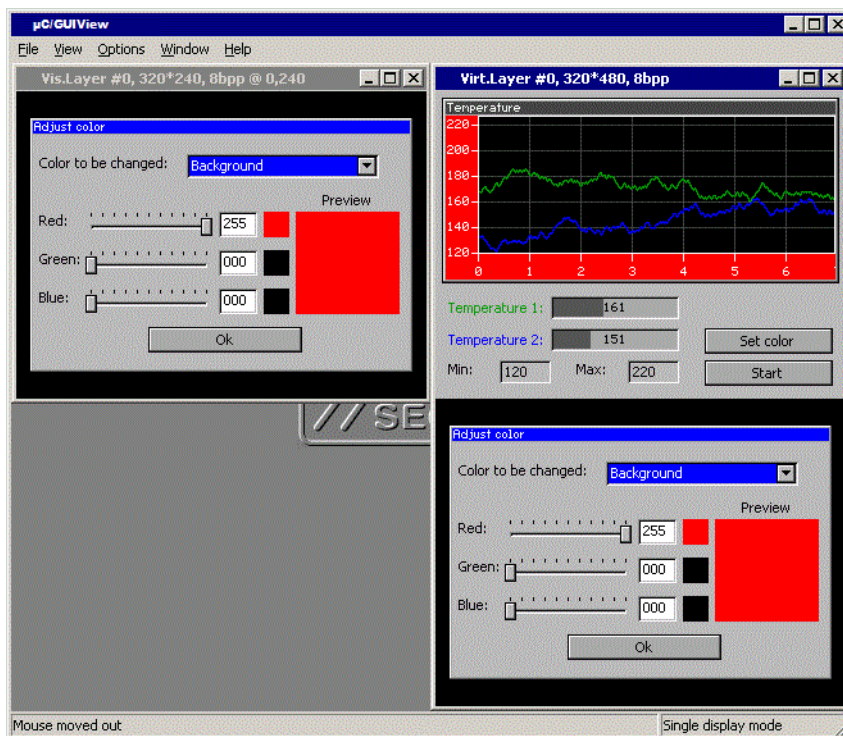 µC/GUIView
File View Options Window Help
Vis.Layer #0, 320*240, 8bpp @ 0,240
Adjust color
Color to be changed: Background
Preview
Red: 255
Green: 000
Blue: 000
Ok
Virt.Layer #0, 320*480, 8bpp
Temperature
220
200
180
160
140
120
0 1 2 3 4 5 6
Temperature 1: 161
Temperature 2: 151 Set color
Min: 120 Max: 220 Start
// SE
Adjust color
Color to be changed: Background
Preview
Red: 255
Green: 000
Blue: 000
Ok
Mouse moved out Single display mode